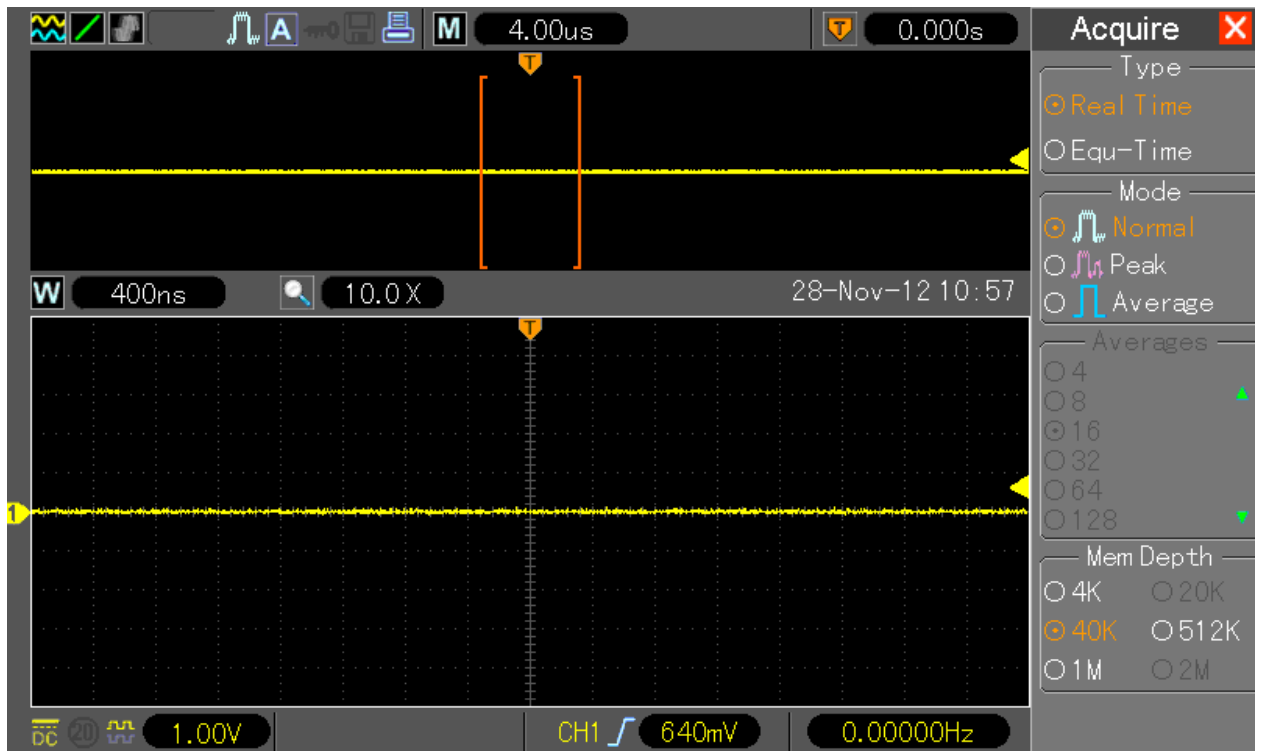 A M 4.00us T 0.000s
Acquire
Type
Real Time
Equ-Time
Mode
Normal
Peak
Average
Averages
4
8
16
32
64
128
Mem Depth
4K 20K
40K 512K
1M 2M
T
W 400ns 10.0X 28-Nov-12 10:57
T
1
DC 2D 1.00V CH1 640mV 0.00000Hz